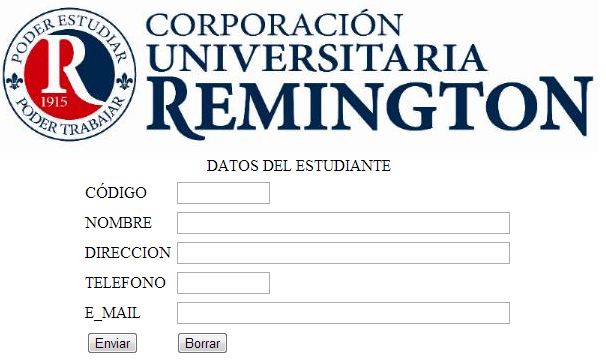 PODER ESTUDIAR
R
1915
PODER TRABAJAR
CORPORACIÓN
UNIVERSITARIA
REMINGTON
DATOS DEL ESTUDIANTE
CÓDIGO
NOMBRE
DIRECCION
TELEFONO
E_MAIL
Enviar Borrar